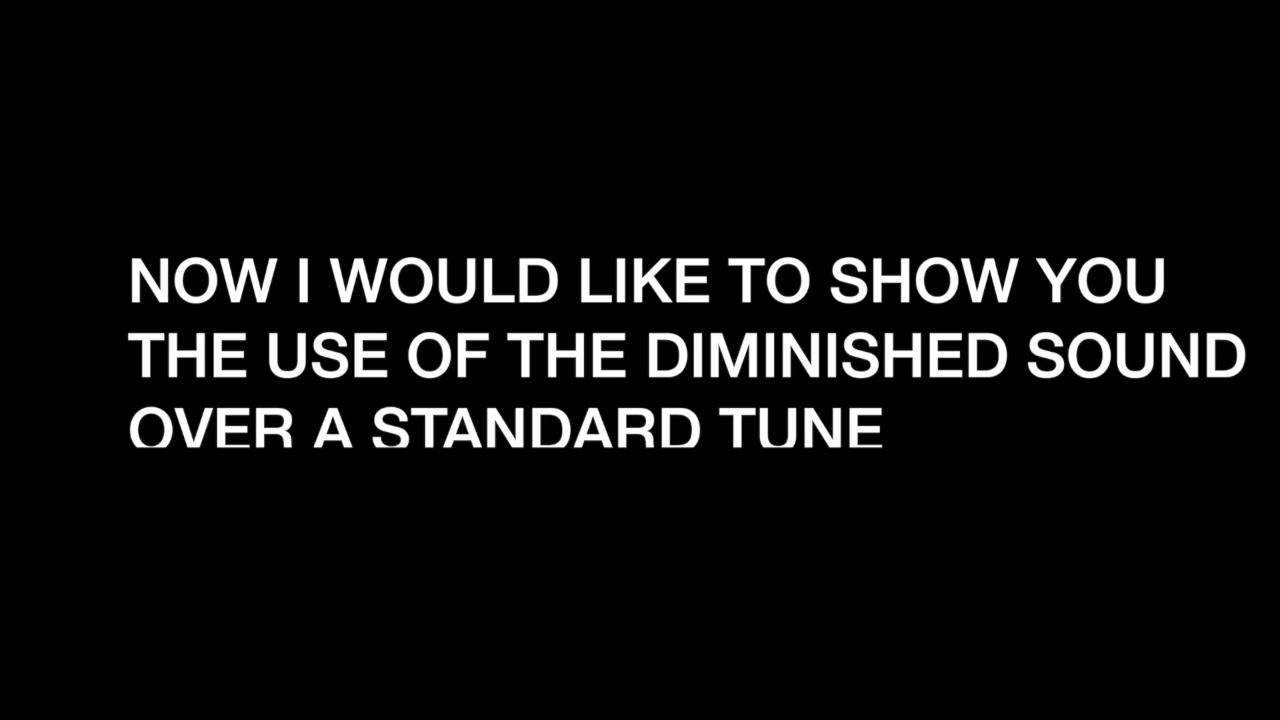 NOW I WOULD LIKE TO SHOW YOU
THE USE OF THE DIMINISHED SOUND
OVER A STANDARD TUNE